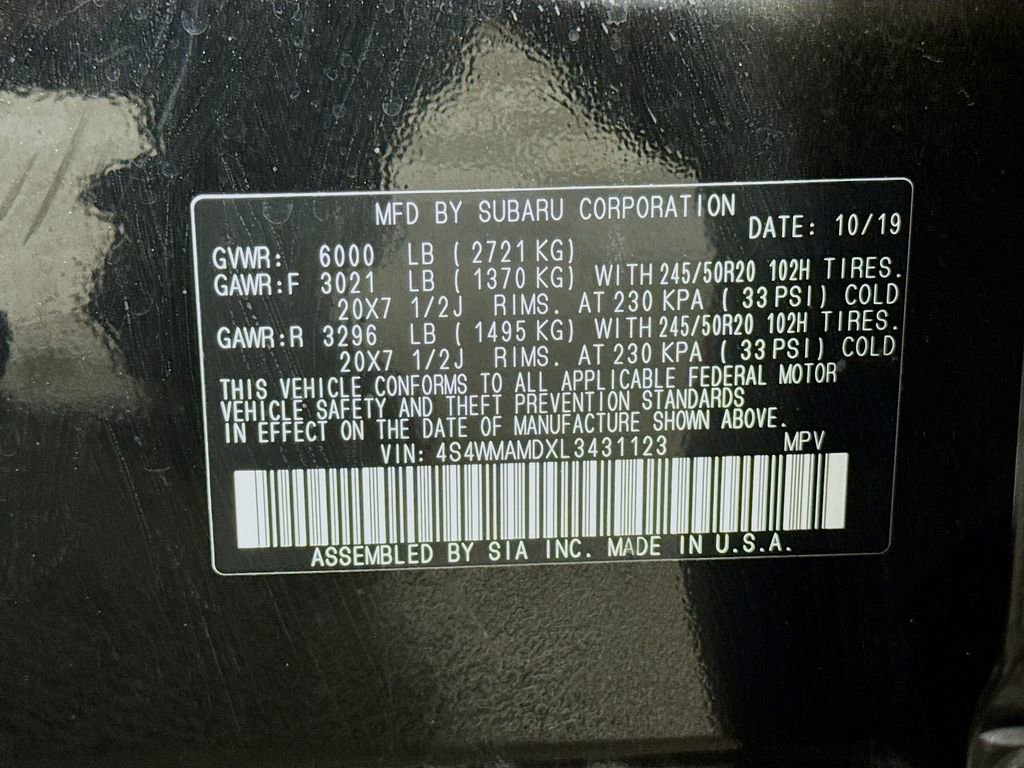 MFD BY SUBARU CORPORATION
DATE: 10/19
GVWR: 6000 LB ( 2721 KG)
GAWR:F 3021 LB ( 1370 KG) WITH 245/50R20 102H TIRES.
20X7 1/2J RIMS. AT 230 KPA ( 33 PSI) COLD
GAWR:R 3296 LB ( 1495 KG) WITH 245/50R20 102H TIRES.
20X7 1/2J RIMS. AT 230 KPA ( 33 PSI) COLD
THIS VEHICLE CONFORMS TO ALL APPLICABLE FEDERAL MOTOR
VEHICLE SAFETY AND THEFT PREVENTION STANDARDS
IN EFFECT ON THE DATE OF MANUFACTURE SHOWN ABOVE.
VIN: 4S4WMAMDXL3431123 MPV
ASSEMBLED BY SIA INC. MADE IN U.S.A.